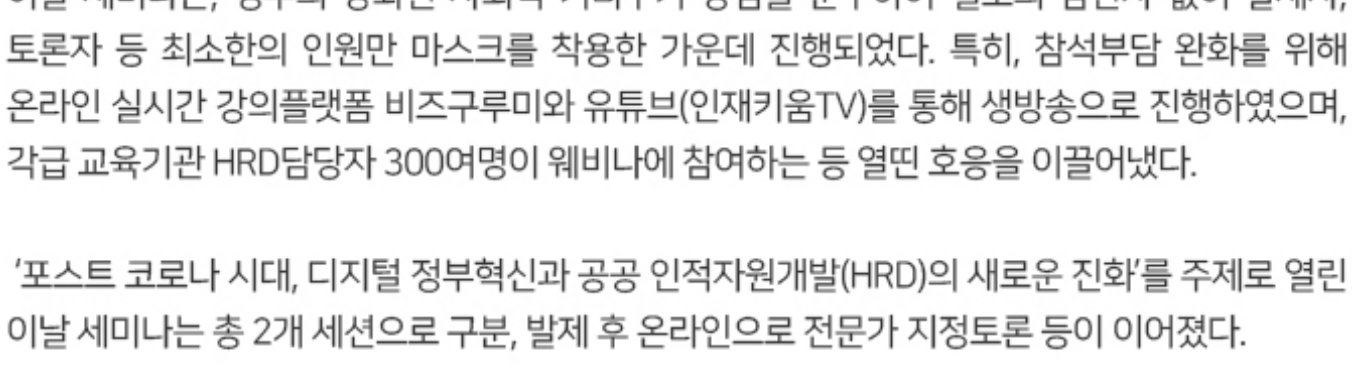 토론자 등 최소한의 인원만 마스크를 착용한 가운데 진행되었다. 특히, 참석부담 완화를 위해
온라인 실시간 강의플랫폼 비즈구루미와 유튜브(인재키움TV)를 통해 생방송으로 진행하였으며,
각급 교육기관 HRD담당자 300여명이 웨비나에 참여하는 등 열띤 호응을 이끌어냈다.
'포스트 코로나 시대, 디지털 정부혁신과 공공 인적자원개발(HRD)의 새로운 진화'를 주제로 열린
이날 세미나는 총 2개 세션으로 구분, 발제 후 온라인으로 전문가 지정토론 등이 이어졌다.